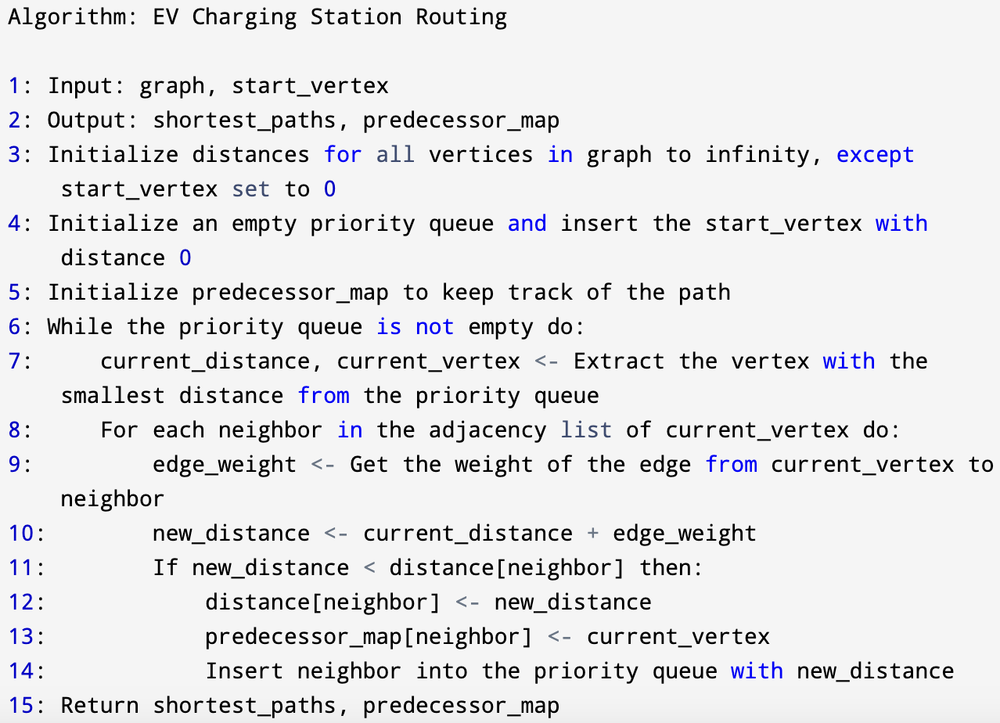 Algorithm: EV Charging Station Routing
1: Input: graph, start_vertex
2: Output: shortest_paths, predecessor_map
3: Initialize distances for all vertices in graph to infinity, except
start_vertex set to 0
4: Initialize an empty priority queue and insert the start_vertex with
distance 0
5: Initialize predecessor_map to keep track of the path
6: While the priority queue is not empty do:
7:     current_distance, current_vertex <- Extract the vertex with the
smallest distance from the priority queue
8:     For each neighbor in the adjacency list of current_vertex do:
9:         edge_weight <- Get the weight of the edge from current_vertex to
neighbor
10:        new_distance <- current_distance + edge_weight
11:        If new_distance < distance[neighbor] then:
12:            distance[neighbor] <- new_distance
13:            predecessor_map[neighbor] <- current_vertex
14:            Insert neighbor into the priority queue with new_distance
15: Return shortest_paths, predecessor_map